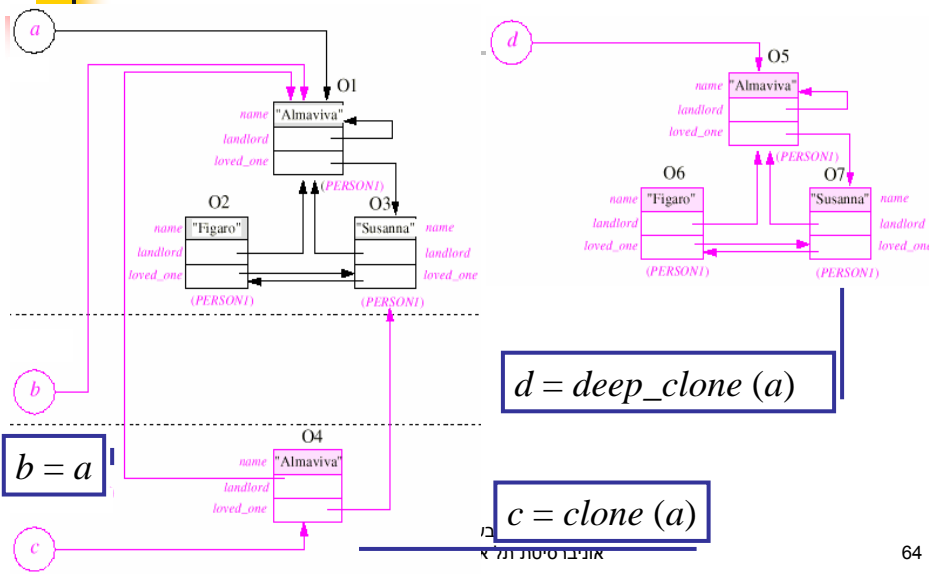 a
O1
name "Almaviva"
landlord
loved_one
(PERSON1)
O2
name "Figaro"
landlord
loved_one
(PERSON1)
O3
"Susanna" name
landlord
loved_one
(PERSON1)
b
b = a
O4
name "Almaviva"
landlord
loved_one
c
d
O5
name "Almaviva"
landlord
loved_one
(PERSON1)
O6
name "Figaro"
landlord
loved_one
(PERSON1)
O7
"Susanna" name
landlord
loved_one
(PERSON1)
d = deep_clone (a)
c = clone (a)
אוניברסיטת תל
64